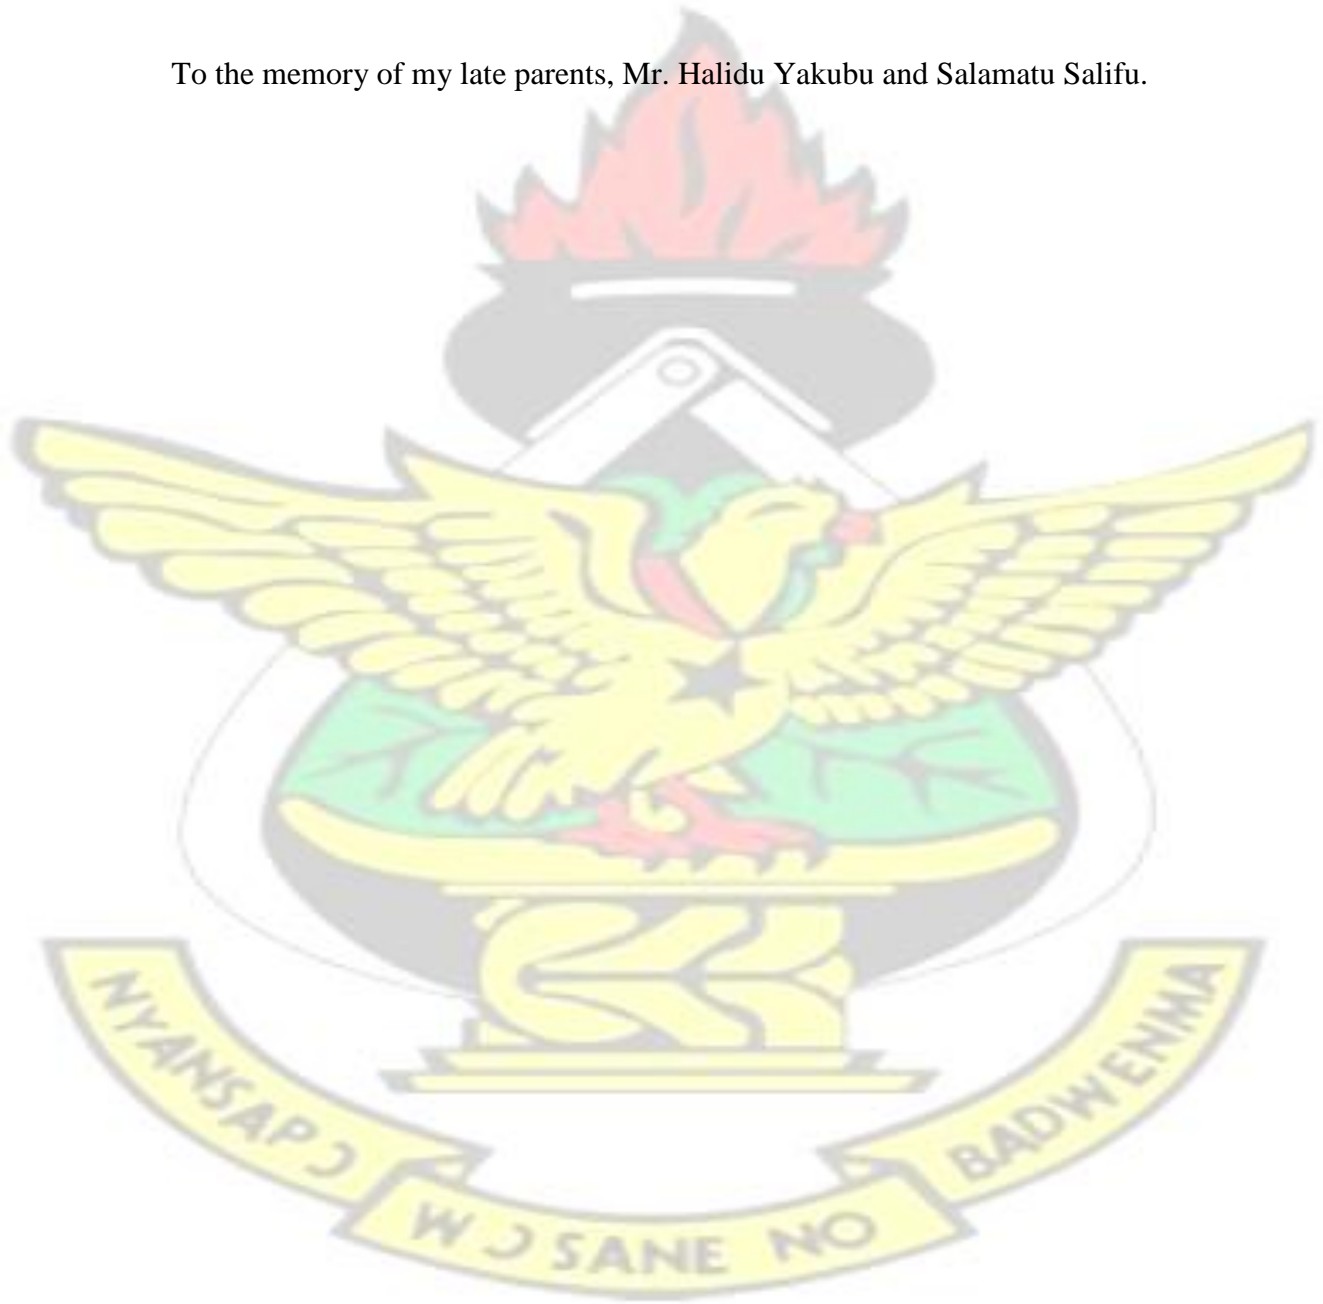 To the memory of my late parents, Mr. Halidu Yakubu and Salamatu Salifu.
NYANSAPƆ
WƆSANE NO
BADWENMA